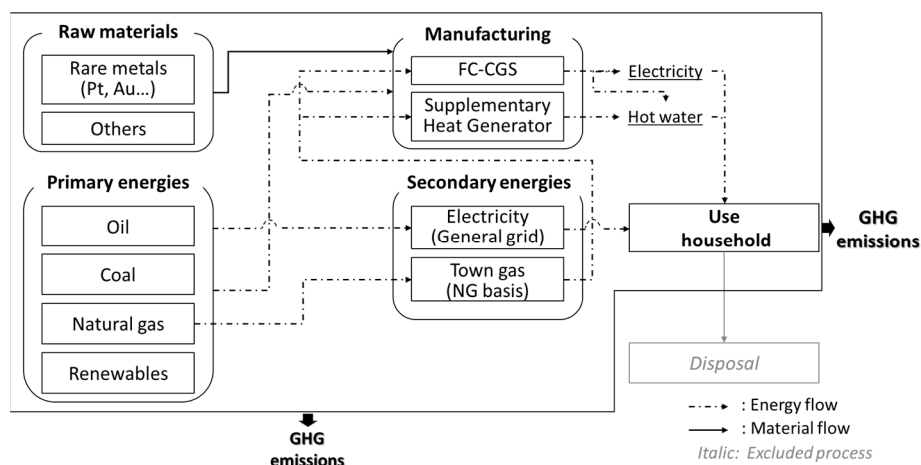 Raw materials
Rare metals
(Pt, Au...)
Others
Primary energies
Oil
Coal
Natural gas
Renewables
Manufacturing
FC-CGS
Supplementary
Heat Generator
Electricity
Hot water
Secondary energies
Electricity
(General grid)
Town gas
(NG basis)
Use
household
GHG
emissions
Disposal
GHG
emissions
: Energy flow
: Material flow
Italic: Excluded process